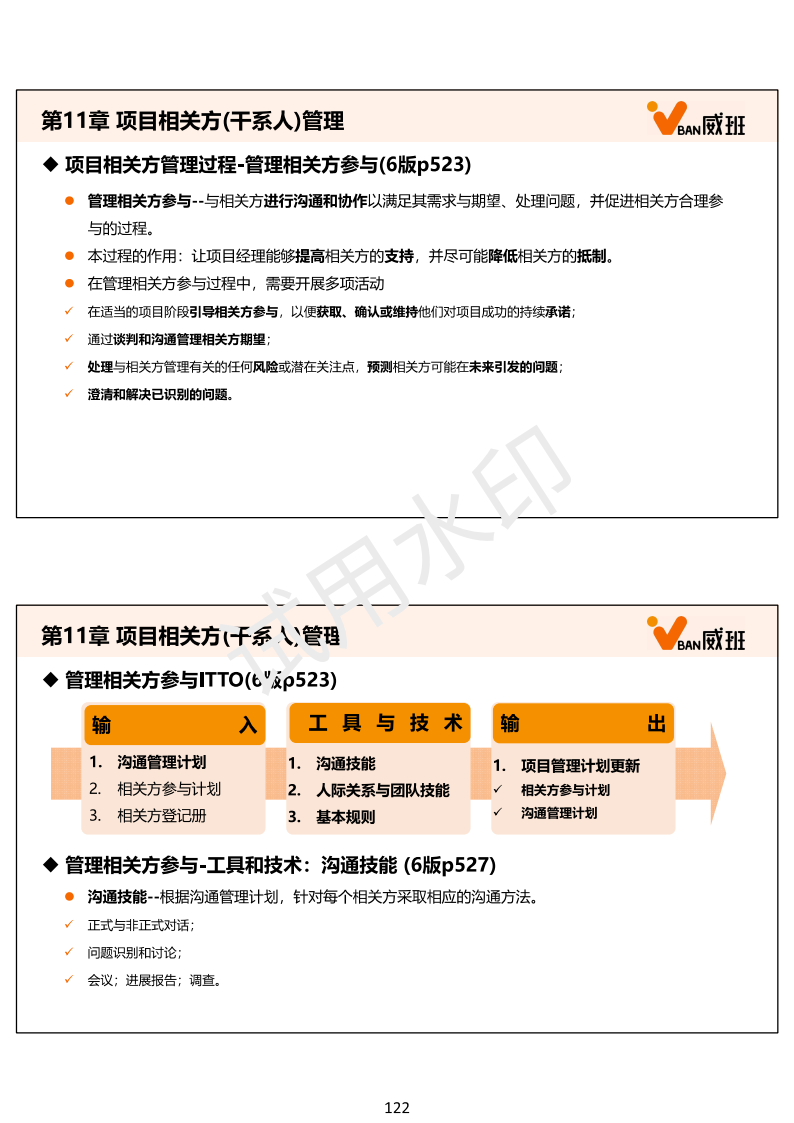 第11章 项目相关方(干系人)管理
VBAN威班
◆ 项目相关方管理过程-管理相关方参与(6版p523)
● 管理相关方参与--与相关方进行沟通和协作以满足其需求与期望、处理问题，并促进相关方合理参
与的过程。
● 本过程的作用：让项目经理能够提高相关方的支持，并尽可能降低相关方的抵制。
● 在管理相关方参与过程中，需要开展多项活动
✓ 在适当的项目阶段引导相关方参与，以便获取、确认或维持他们对项目成功的持续承诺；
✓ 通过谈判和沟通管理相关方期望；
✓ 处理与相关方管理有关的任何风险或潜在关注点，预测相关方可能在未来引发的问题；
✓ 澄清和解决已识别的问题。
试用水印
第11章 项目相关方(干系人)管理
VBAN威班
◆ 管理相关方参与ITTO(6版p523)
输 入
1. 沟通管理计划
2. 相关方参与计划
3. 相关方登记册
工 具 与 技 术
1. 沟通技能
2. 人际关系与团队技能
3. 基本规则
输 出
1. 项目管理计划更新
✓ 相关方参与计划
✓ 沟通管理计划
◆ 管理相关方参与-工具和技术：沟通技能 (6版p527)
● 沟通技能--根据沟通管理计划，针对每个相关方采取相应的沟通方法。
✓ 正式与非正式对话；
✓ 问题识别和讨论；
✓ 会议；进展报告；调查。
122